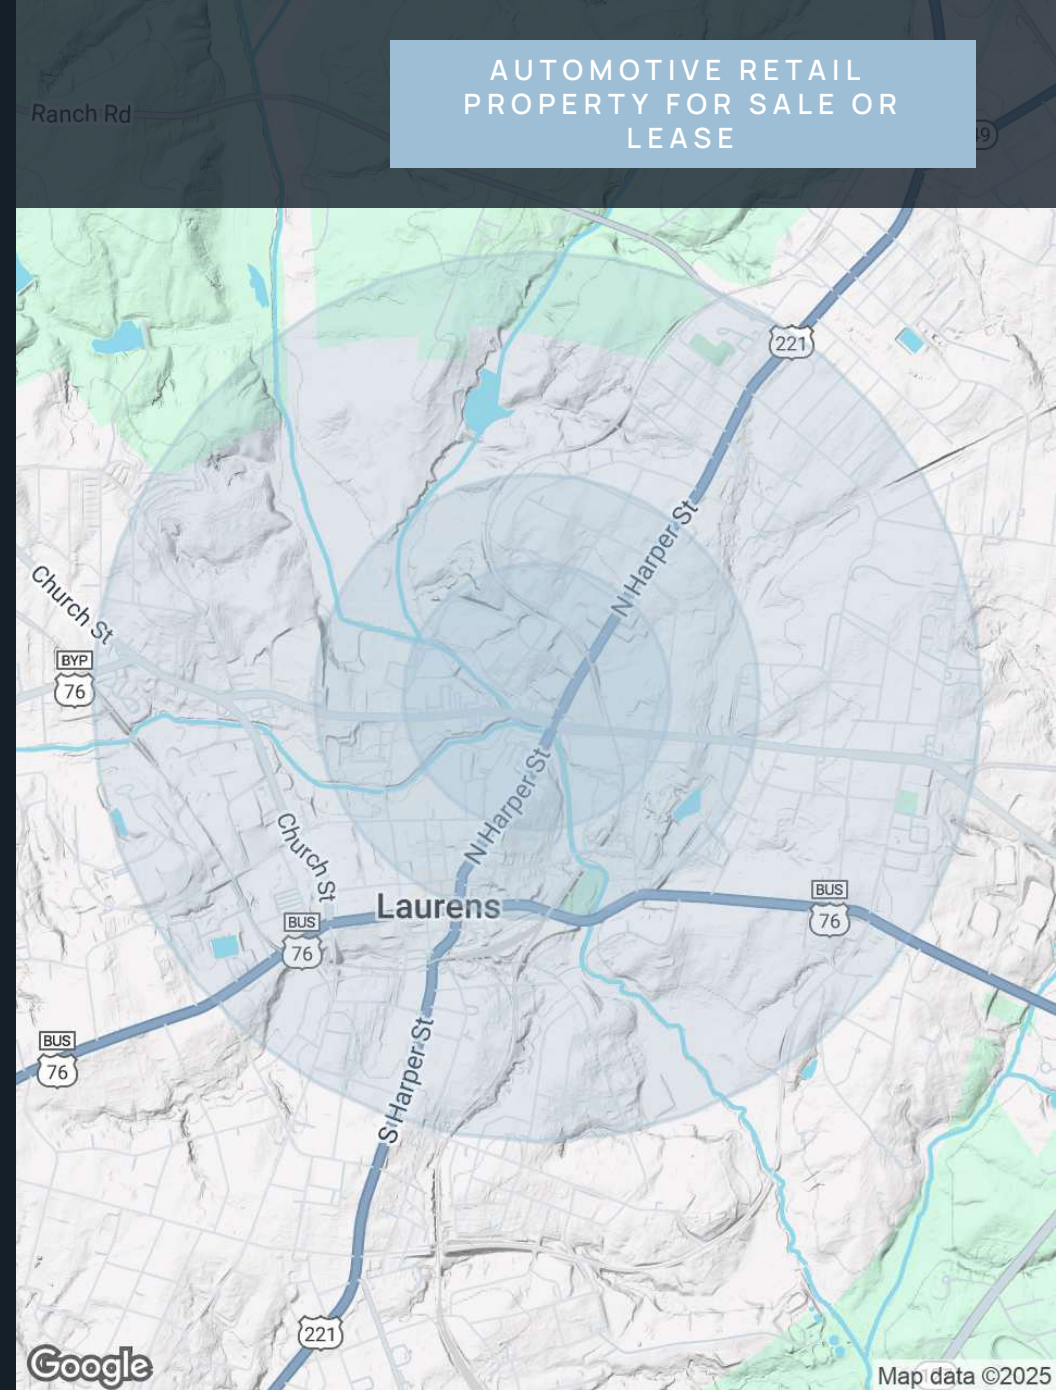 AUTOMOTIVE RETAIL
PROPERTY FOR SALE OR
LEASE
Ranch Rd
221
N Harper St
Church St
BYP
76
N Harper St
Church St
Laurens
BUS
76
BUS
76
BUS
76
S Harper St
221
Google
Map data ©2025